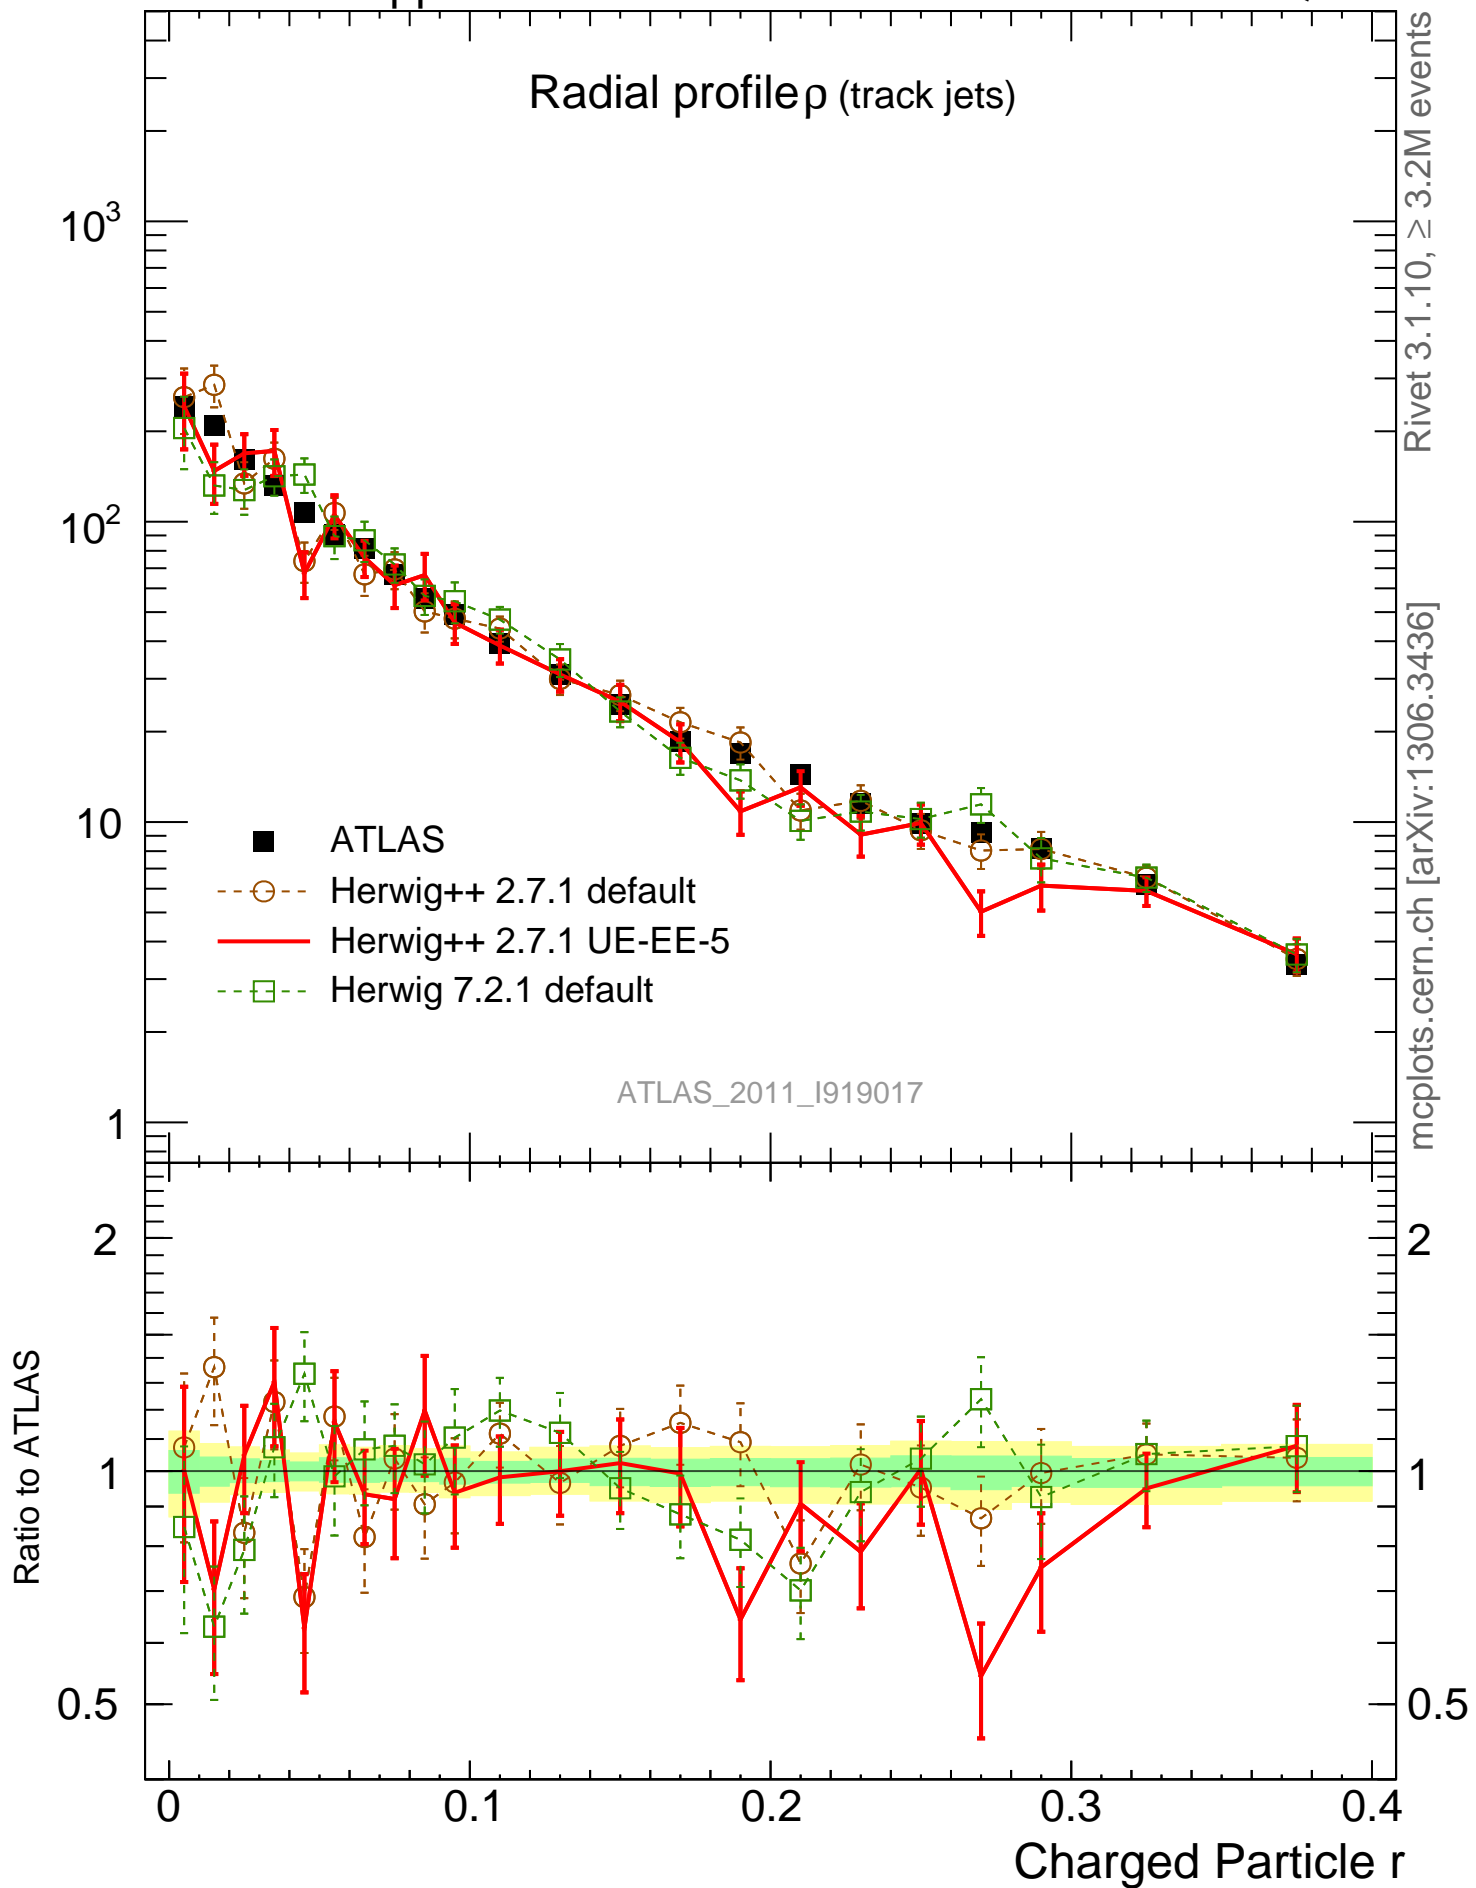 Radial profile ρ (track jets)
Rivet 3.1.10, ≥ 3.2M events
mcplots.cern.ch [arXiv:1306.3436]
10³
10²
10
1
ATLAS
Herwig++ 2.7.1 default
Herwig++ 2.7.1 UE-EE-5
Herwig 7.2.1 default
ATLAS_2011_I919017
Ratio to ATLAS
2
1
0.5
2
1
0.5
0
0.1
0.2
0.3
0.4
Charged Particle r